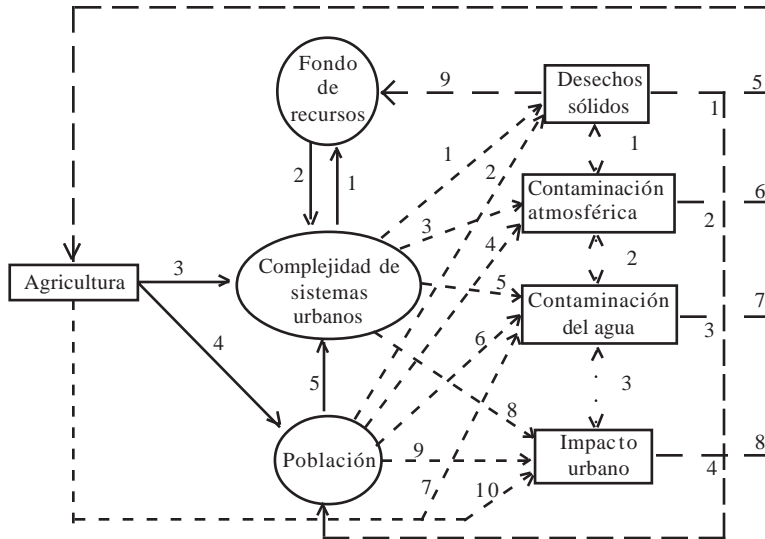 Fondo
de
recursos
9
Desechos
sólidos
5
1
1
2
1
1
2
3
4
Contaminación
atmosférica
6
2
2
Agricultura
3
Complejidad de
sistemas
urbanos
5
Contaminación
del agua
7
3
4
5
6
3
8
Población
9
7
10
Impacto
urbano
8
4